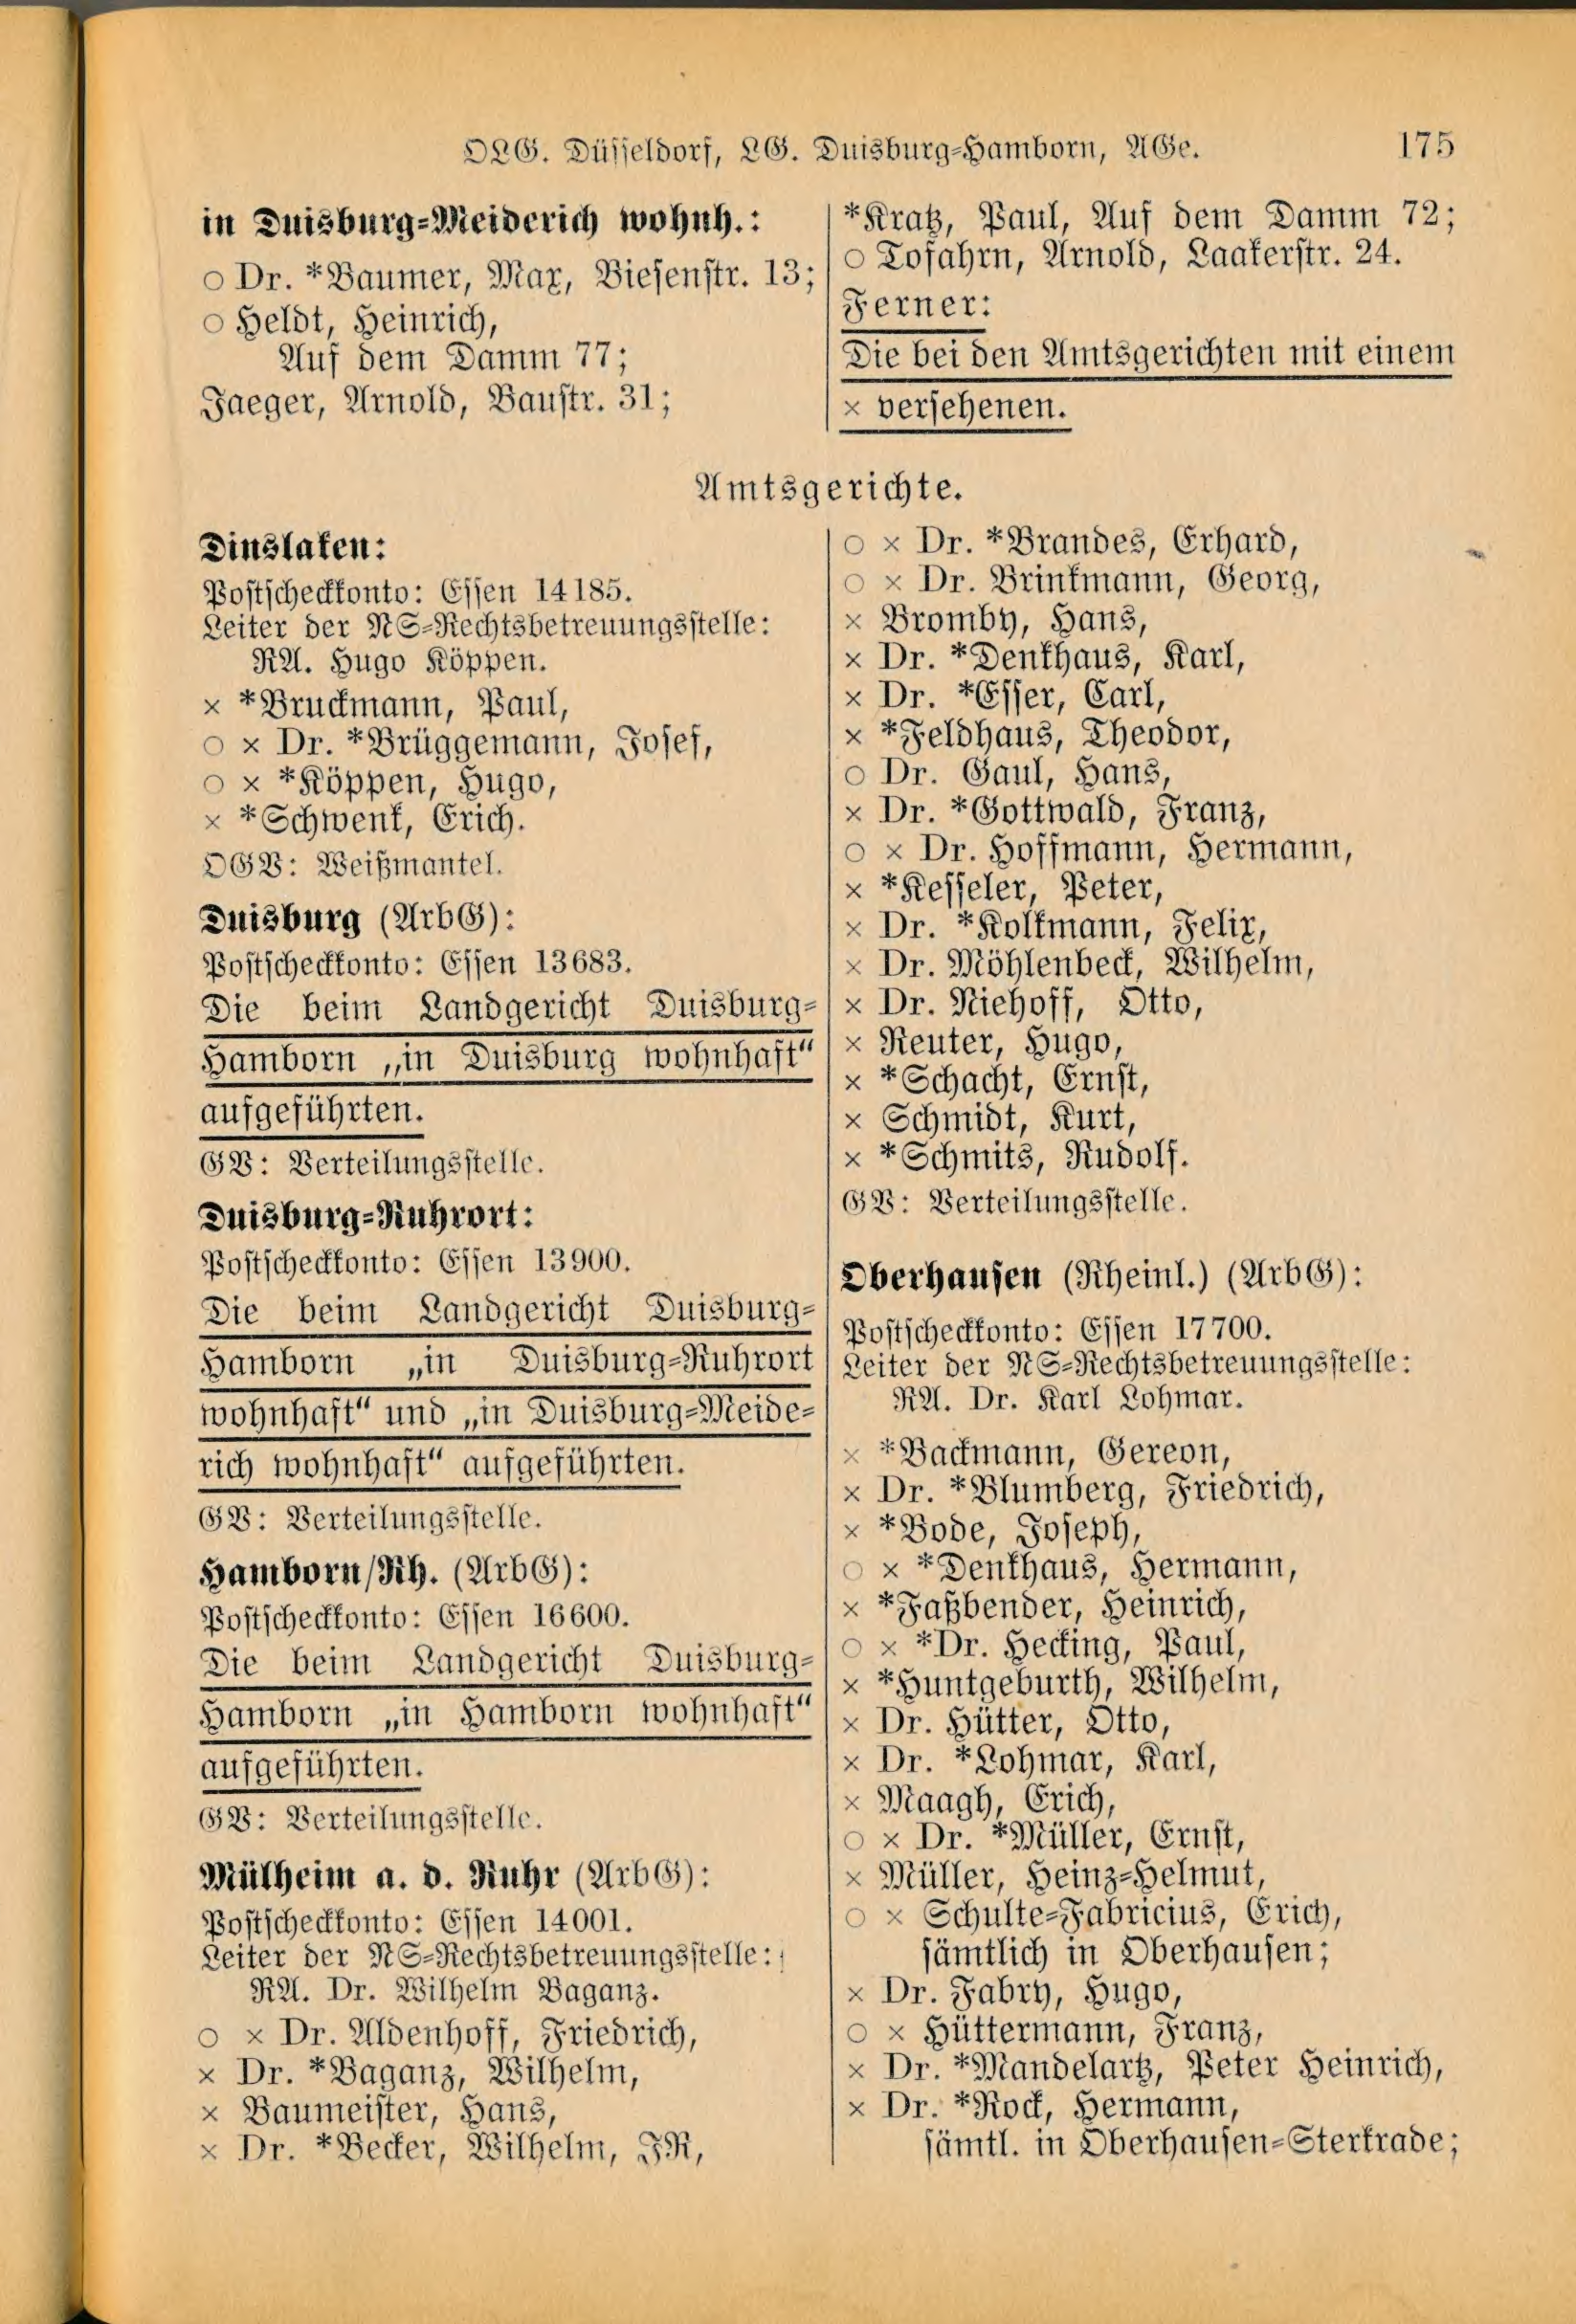 OLG. Düsseldorf, LG. Duisburg-Hamborn, AGe. 175
in Duisburg-Meiderich wohnh.:
○ Dr. *Baumer, Max, Biesenstr. 13;
○ Heldt, Heinrich,
Auf dem Damm 77;
Jaeger, Arnold, Baustr. 31;
*Kratz, Paul, Auf dem Damm 72;
○ Tofahrn, Arnold, Laakerstr. 24.
Ferner:
Die bei den Amtsgerichten mit einem
× versehenen.
Amtsgerichte.
Dinslaken:
Postscheckkonto: Essen 14185.
Leiter der NS-Rechtsbetreuungsstelle:
RA. Hugo Köppen.
× *Bruckmann, Paul,
○ × Dr. *Brüggemann, Josef,
○ × *Köppen, Hugo,
× *Schwenk, Erich.
OGV: Weißmantel.
Duisburg (ArbG):
Postscheckkonto: Essen 13683.
Die beim Landgericht Duisburg-
Hamborn „in Duisburg wohnhaft“
aufgeführten.
GV: Verteilungsstelle.
Duisburg-Ruhrort:
Postscheckkonto: Essen 13900.
Die beim Landgericht Duisburg-
Hamborn „in Duisburg-Ruhrort
wohnhaft“ und „in Duisburg-Meide-
rich wohnhaft“ aufgeführten.
GV: Verteilungsstelle.
Hamborn/Rh. (ArbG):
Postscheckkonto: Essen 16600.
Die beim Landgericht Duisburg-
Hamborn „in Hamborn wohnhaft“
aufgeführten.
GV: Verteilungsstelle.
Mülheim a. d. Ruhr (ArbG):
Postscheckkonto: Essen 14001.
Leiter der NS-Rechtsbetreuungsstelle:
RA. Dr. Wilhelm Baganz.
○ × Dr. Aldenhoff, Friedrich,
× Dr. *Baganz, Wilhelm,
× Baumeister, Hans,
× Dr. *Becker, Wilhelm, JR,
○ × Dr. *Brandes, Erhard,
○ × Dr. Brinkmann, Georg,
× Bromby, Hans,
× Dr. *Denkhaus, Karl,
× Dr. *Esser, Carl,
× *Feldhaus, Theodor,
○ Dr. Gaul, Hans,
× Dr. *Gottwald, Franz,
○ × Dr. Hoffmann, Hermann,
× *Kesseler, Peter,
× Dr. *Kolkmann, Felix,
× Dr. Möhlenbeck, Wilhelm,
× Dr. Niehoff, Otto,
× Reuter, Hugo,
× *Schacht, Ernst,
× Schmidt, Kurt,
× *Schmits, Rudolf.
GV: Verteilungsstelle.
Oberhausen (Rheinl.) (ArbG):
Postscheckkonto: Essen 17700.
Leiter der NS-Rechtsbetreuungsstelle:
RA. Dr. Karl Lohmar.
× *Backmann, Gereon,
× Dr. *Blumberg, Friedrich,
× *Bode, Joseph,
○ × *Denkhaus, Hermann,
× *Faßbender, Heinrich,
○ × *Dr. Hecking, Paul,
× *Huntgeburth, Wilhelm,
× Dr. Hütter, Otto,
× Dr. *Lohmar, Karl,
× Maagh, Erich,
○ × Dr. *Müller, Ernst,
× Müller, Heinz-Helmut,
○ × Schulte-Fabricius, Erich,
sämtlich in Oberhausen;
× Dr. Fabry, Hugo,
○ × Hüttermann, Franz,
× Dr. *Mandelartz, Peter Heinrich,
× Dr. *Rock, Hermann,
sämtl. in Oberhausen-Sterkrade;